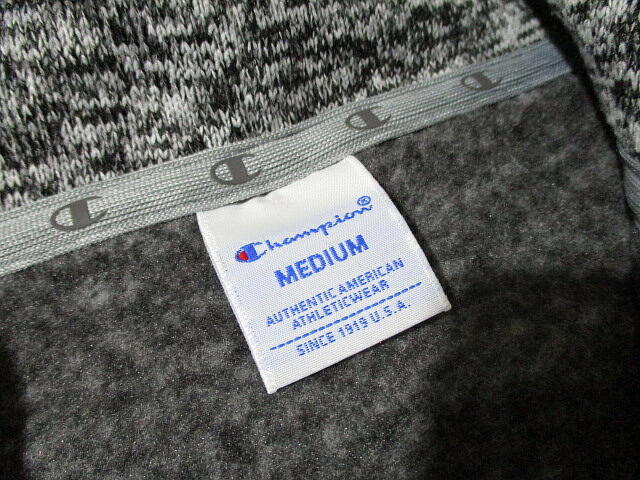 Champion®
MEDIUM
AUTHENTIC AMERICAN
ATHLETICWEAR
SINCE 1919 U.S.A.